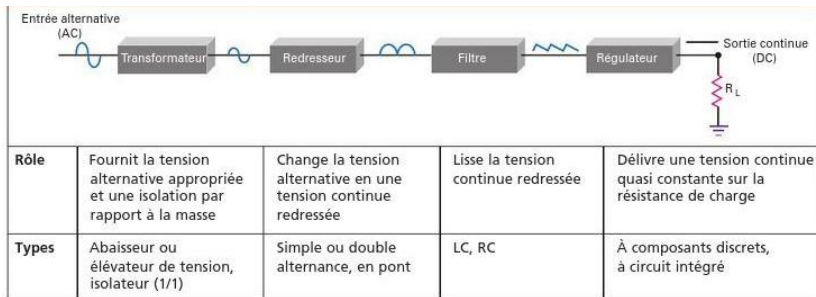 Entrée alternative
(AC)
Transformateur
Redresseur
Filtre
Régulateur
Sortie continue
(DC)
R L
Rôle
Fournit la tension
alternative appropriée
et une isolation par
rapport à la masse
Change la tension
alternative en une
tension continue
redressée
Lisse la tension
continue redressée
Délivre une tension continue
quasi constante sur la
résistance de charge
Types
Abaisseur ou
élévateur de tension,
isolateur (1/1)
Simple ou double
alternance, en pont
LC, RC
À composants discrets,
à circuit intégré